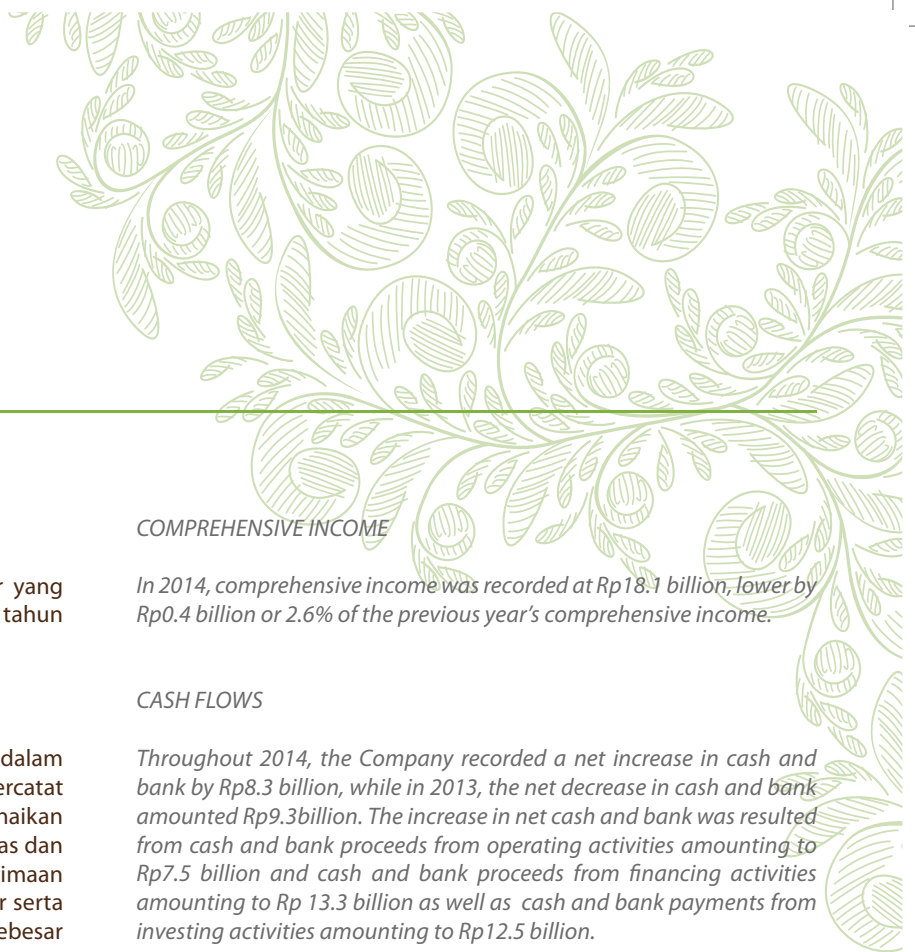 r yang
tahun
dalam
ercatat
naikan
as dan
imaan
r serta
ebesar
COMPREHENSIVE INCOME
In 2014, comprehensive income was recorded at Rp18.1 billion, lower by
Rp0.4 billion or 2.6% of the previous year's comprehensive income.
CASH FLOWS
Throughout 2014, the Company recorded a net increase in cash and
bank by Rp8.3 billion, while in 2013, the net decrease in cash and bank
amounted Rp9.3billion. The increase in net cash and bank was resulted
from cash and bank proceeds from operating activities amounting to
Rp7.5 billion and cash and bank proceeds from financing activities
amounting to Rp 13.3 billion as well as cash and bank payments from
investing activities amounting to Rp12.5 billion.